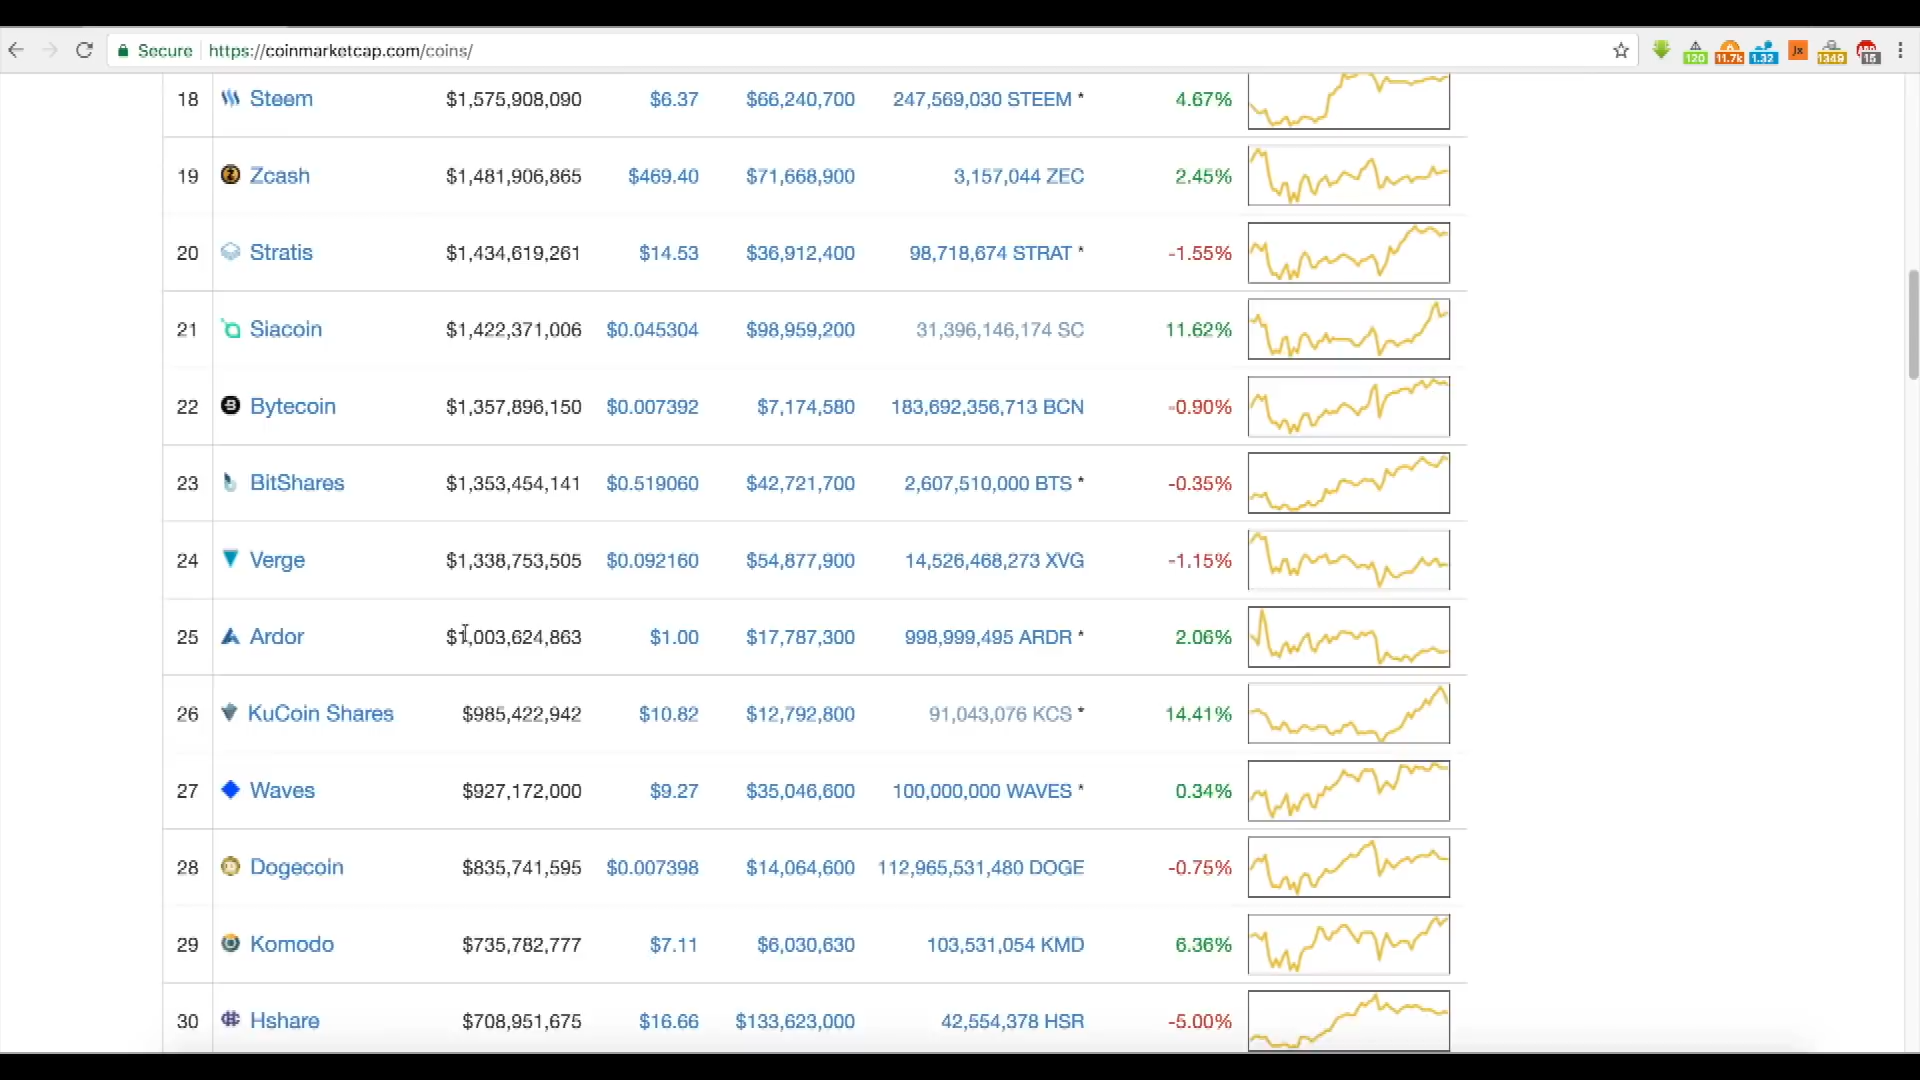 Secure https://coinmarketcap.com/coins/
120 11.7k 1.32 Jx 1349 15
18 Steem $1,575,908,090 $6.37 $66,240,700 247,569,030 STEEM * 4.67%
19 Zcash $1,481,906,865 $469.40 $71,668,900 3,157,044 ZEC 2.45%
20 Stratis $1,434,619,261 $14.53 $36,912,400 98,718,674 STRAT * -1.55%
21 Siacoin $1,422,371,006 $0.045304 $98,959,200 31,396,146,174 SC 11.62%
22 Bytecoin $1,357,896,150 $0.007392 $7,174,580 183,692,356,713 BCN -0.90%
23 BitShares $1,353,454,141 $0.519060 $42,721,700 2,607,510,000 BTS * -0.35%
24 Verge $1,338,753,505 $0.092160 $54,877,900 14,526,468,273 XVG -1.15%
25 Ardor $1,003,624,863 $1.00 $17,787,300 998,999,495 ARDR * 2.06%
26 KuCoin Shares $985,422,942 $10.82 $12,792,800 91,043,076 KCS * 14.41%
27 Waves $927,172,000 $9.27 $35,046,600 100,000,000 WAVES * 0.34%
28 Dogecoin $835,741,595 $0.007398 $14,064,600 112,965,531,480 DOGE -0.75%
29 Komodo $735,782,777 $7.11 $6,030,630 103,531,054 KMD 6.36%
30 Hshare $708,951,675 $16.66 $133,623,000 42,554,378 HSR -5.00%